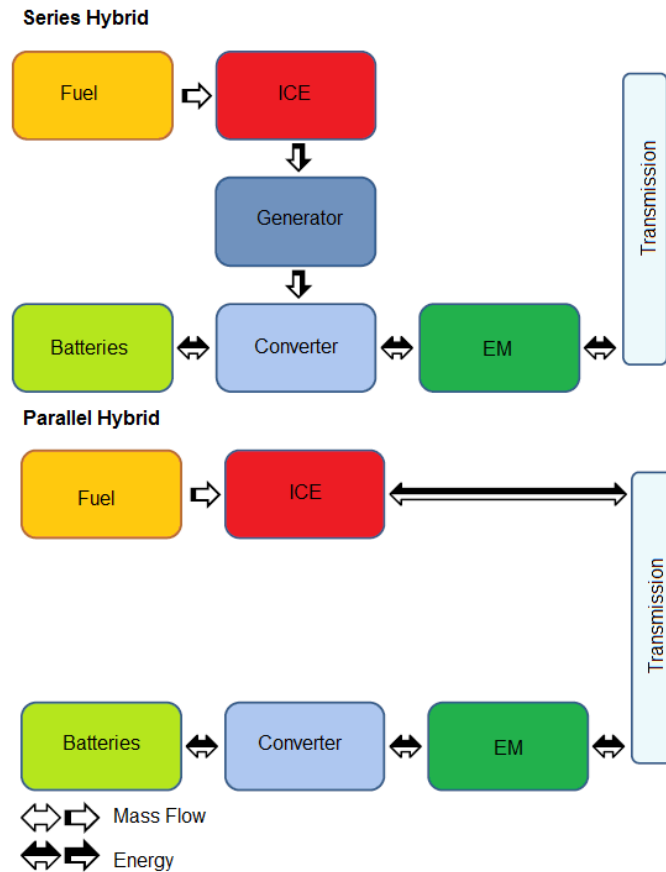 Series Hybrid
Fuel
ICE
Transmission
Generator
Batteries
Converter
EM
Parallel Hybrid
Fuel
ICE
Transmission
Batteries
Converter
EM
Mass Flow
Energy